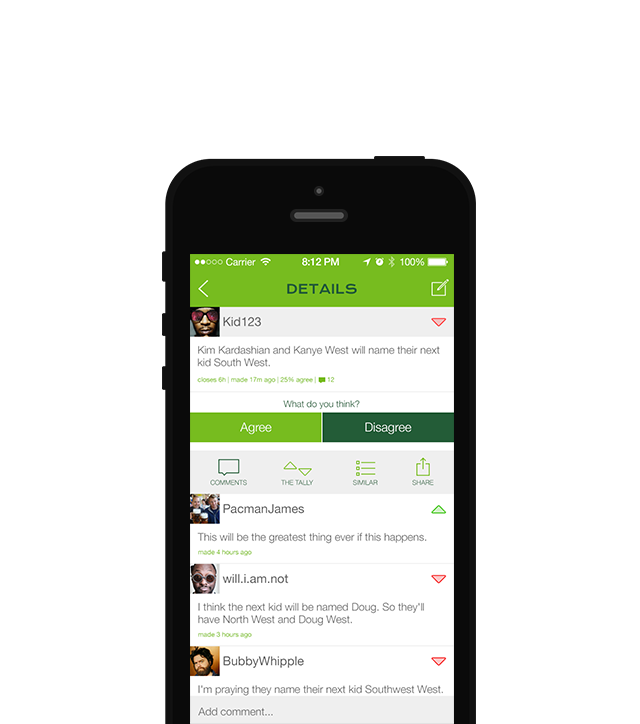 Carrier 8:12 PM 100%
DETAILS
Kid123
Kim Kardashian and Kanye West will name their next
kid South West.
closes 6h | made 17m ago | 25% agree | 12
What do you think?
Agree Disagree
COMMENTS THE TALLY SIMILAR SHARE
PacmanJames
This will be the greatest thing ever if this happens.
made 4 hours ago
will.i.am.not
I think the next kid will be named Doug. So they'll
have North West and Doug West.
made 3 hours ago
BubbyWhipple
I'm praying they name their next kid Southwest West.
Add comment...